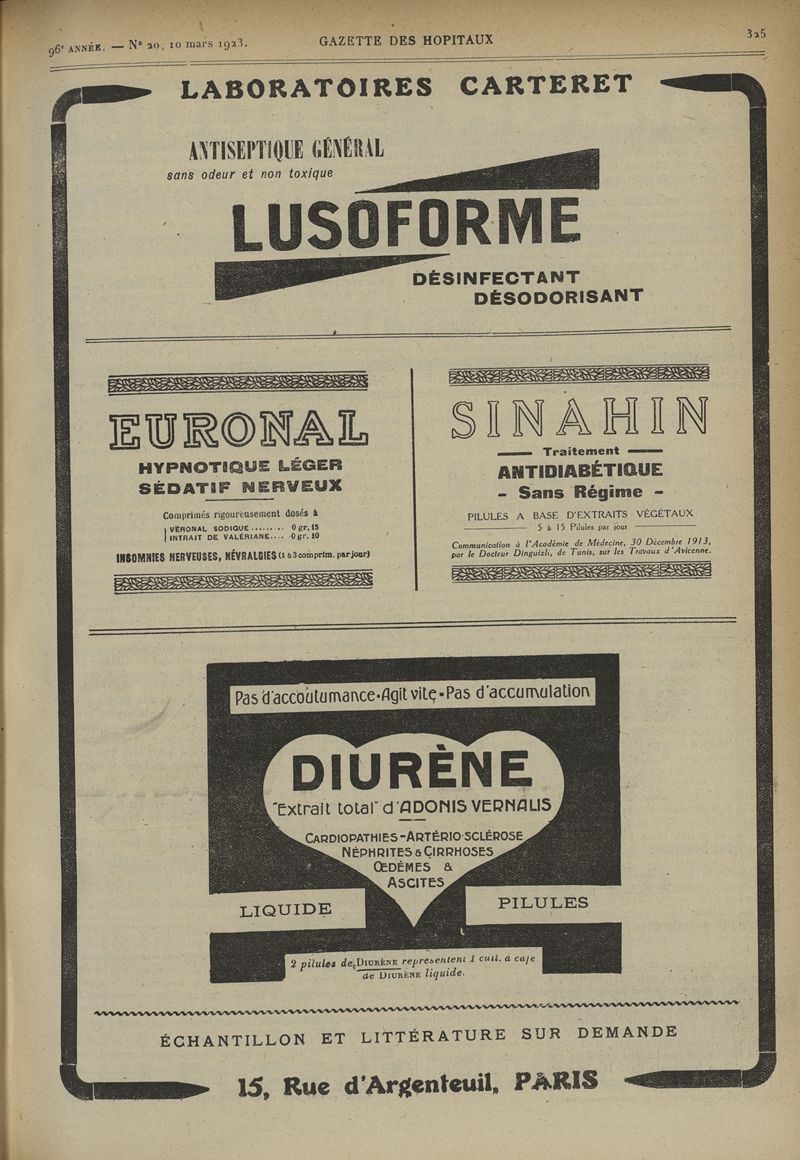 96e ANNÉE. — No 20, 10 mars 1923.
GAZETTE DES HOPITAUX
325
LABORATOIRES CARTERET
ANTISEPTIQUE GÉNÉRAL
sans odeur et non toxique
LUSOFORME
DÉSINFECTANT
DÉSODORISANT
EURONAL
HYPNOTIQUE LÉGER
SÉDATIF NERVEUX
Comprimés rigoureusement dosés à
VÉRONAL SODIQUE ......... 0 gr. 15
INTRAIT DE VALÉRIANE.... 0 gr. 10
INSOMNIES NERVEUSES, NÉVRALGIES (1 à 3 comprim. par jour)
SINAHIN
Traitement
ANTIDIABÉTIQUE
- Sans Régime -
PILULES A BASE D'EXTRAITS VÉGÉTAUX
5 à 15 Pilules par jour
Communication à l'Académie de Médecine, 30 Décembre 1913,
par le Docteur Dinguizli, de Tunis, sur les Travaux d'Avicenne.
Pas d'accoutumance - Agit vite - Pas d'accumulation
DIURÈNE
"Extrait total" d'ADONIS VERNALIS
CARDIOPATHIES - ARTÉRIO-SCLÉROSE
NÉPHRITES & CIRRHOSES
ŒDÈMES &
ASCITES
LIQUIDE
PILULES
2 pilules de DIURÈNE représentent 1 cuil. à café
de DIURÈNE liquide.
ÉCHANTILLON ET LITTÉRATURE SUR DEMANDE
15, Rue d'Argenteuil, PARIS